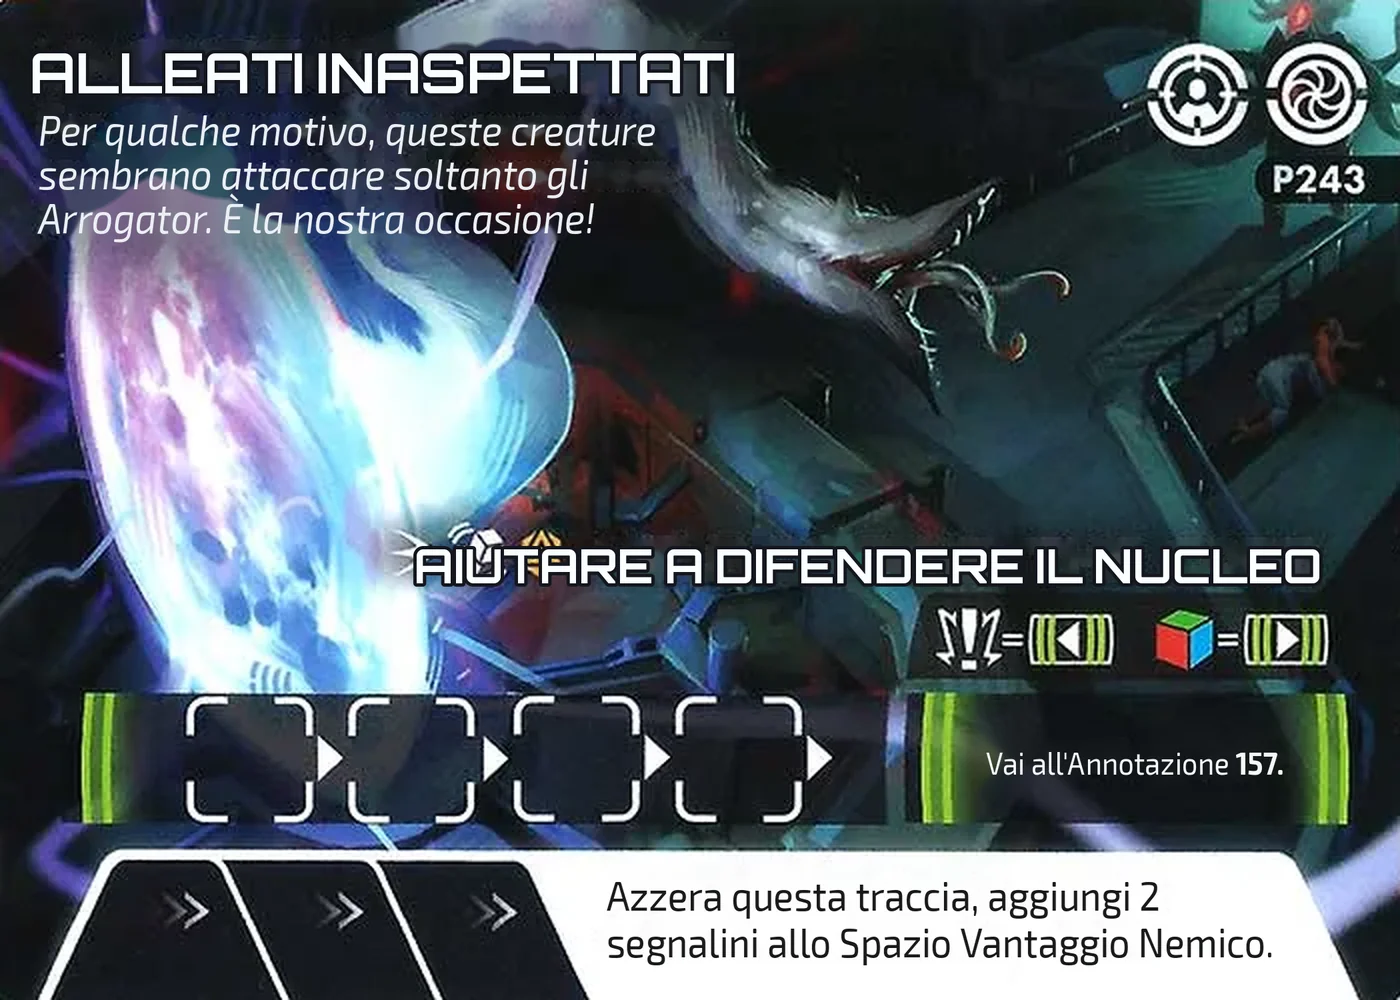 ALLEATI INASPETTATI
Per qualche motivo, queste creature
sembrano attaccare soltanto gli
Arrogator. È la nostra occasione!
P243
AIUTARE A DIFENDERE IL NUCLEO
! = =
Vai all'Annotazione 157.
Azzera questa traccia, aggiungi 2
segnalini allo Spazio Vantaggio Nemico.